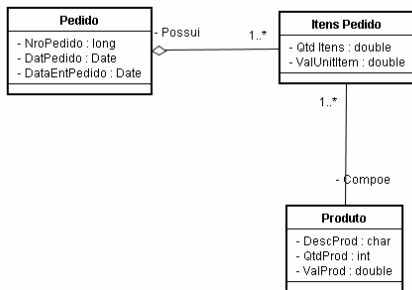 Pedido
- NroPedido : long
- DatPedido : Date
- DataEntPedido : Date
- Possui
1..*
Itens Pedido
- Qtd Itens : double
- ValUnitItem : double
1..*
- Compoe
Produto
- DescProd : char
- QtdProd : int
- ValProd : double